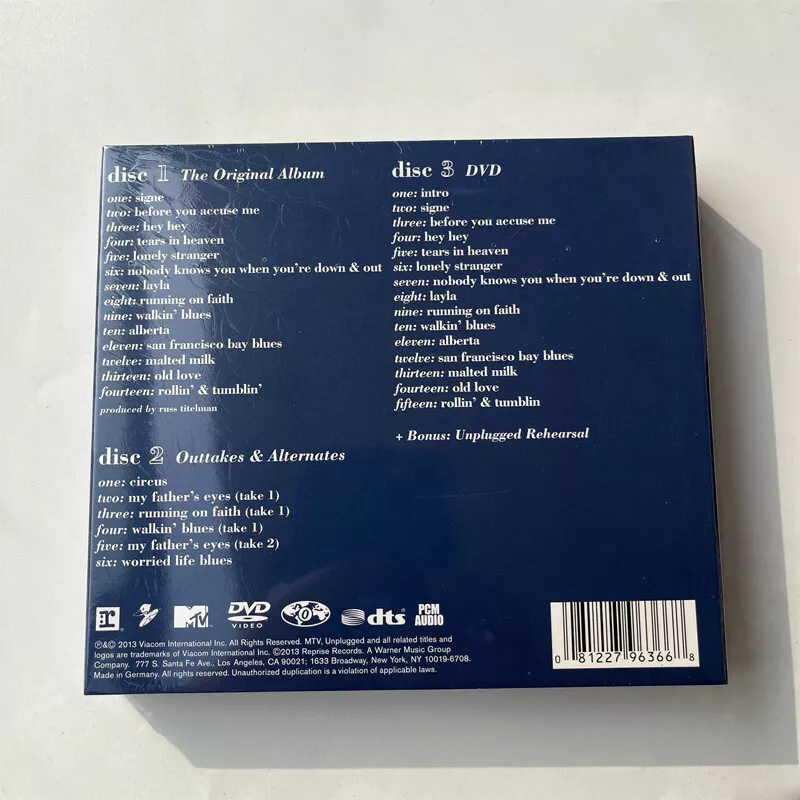 disc 1 The Original Album
one: signe
two: before you accuse me
three: hey hey
four: tears in heaven
five: lonely stranger
six: nobody knows you when you're down & out
seven: layla
eight: running on faith
nine: walkin' blues
ten: alberta
eleven: san francisco bay blues
twelve: malted milk
thirteen: old love
fourteen: rollin' & tumblin'
produced by russ titelman
disc 2 Outtakes & Alternates
one: circus
two: my father's eyes (take 1)
three: running on faith (take 1)
four: walkin' blues (take 1)
five: my father's eyes (take 2)
six: worried life blues
disc 3 DVD
one: intro
two: signe
three: before you accuse me
four: hey hey
five: tears in heaven
six: lonely stranger
seven: nobody knows you when you're down & out
eight: layla
nine: running on faith
ten: walkin' blues
eleven: alberta
twelve: san francisco bay blues
thirteen: malted milk
fourteen: old love
fifteen: rollin' & tumblin
+ Bonus: Unplugged Rehearsal
r MTV DVD VIDEO 0 dts PCM AUDIO
℗&© 2013 Viacom International Inc. All Rights Reserved. MTV, Unplugged and all related titles and
logos are trademarks of Viacom International Inc. ©2013 Reprise Records. A Warner Music Group
Company. 777 S. Santa Fe Ave., Los Angeles, CA 90021; 1633 Broadway, New York, NY 10019-6708.
Made in Germany. All rights reserved. Unauthorized duplication is a violation of applicable laws.
0 81227 96366 8